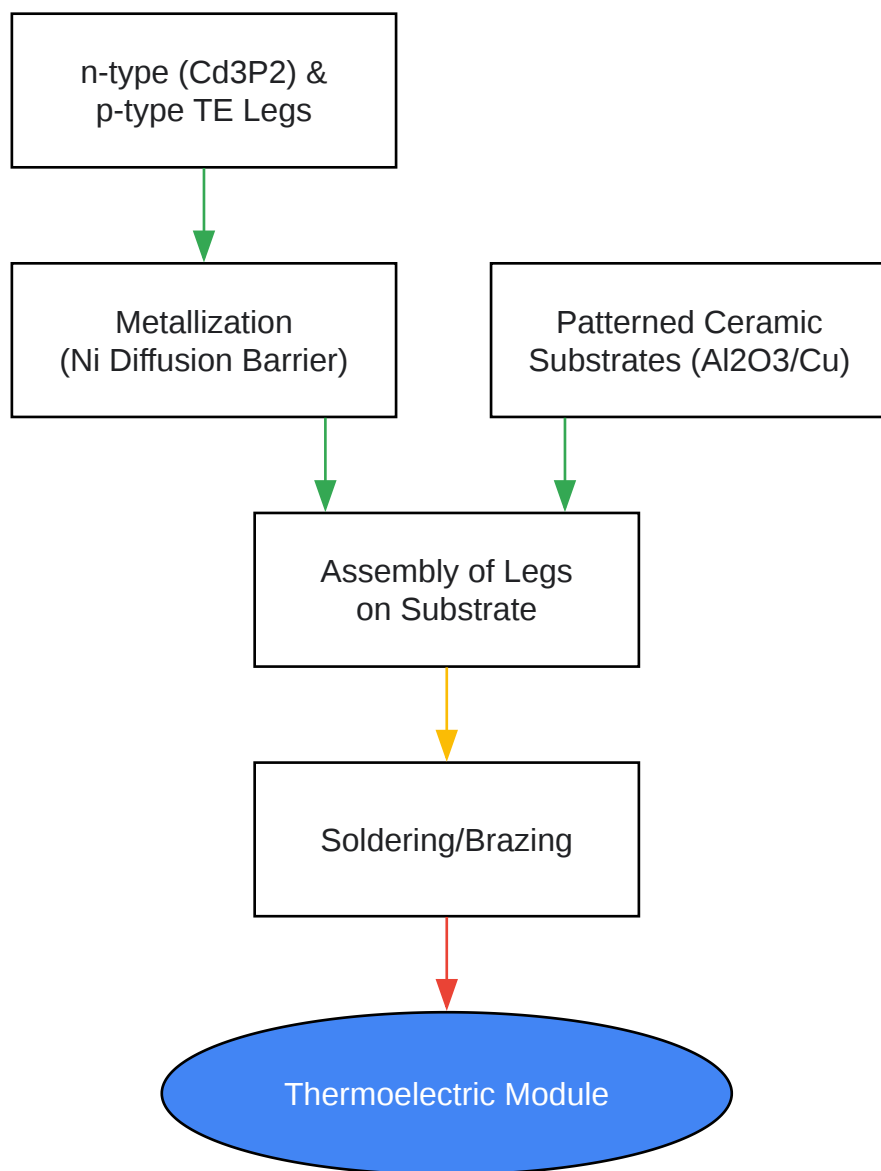 n-type (Cd3P2) &
p-type TE Legs
Metallization
(Ni Diffusion Barrier)
Patterned Ceramic
Substrates (Al2O3/Cu)
Assembly of Legs
on Substrate
Soldering/Brazing
Thermoelectric Module